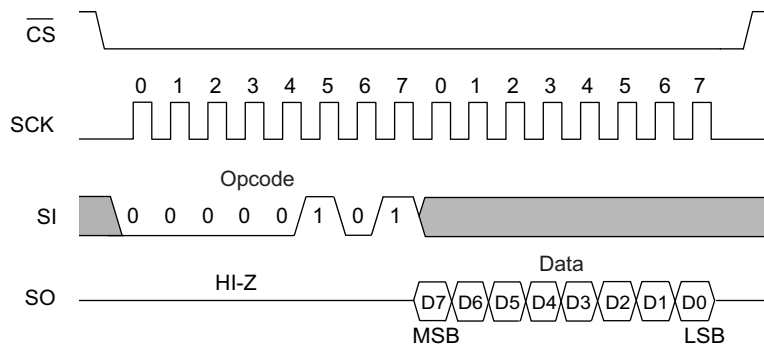 CS
0 1 2 3 4 5 6 7 0 1 2 3 4 5 6 7
SCK
Opcode
SI 0 0 0 0 0 1 0 1
HI-Z Data
SO D7 D6 D5 D4 D3 D2 D1 D0
MSB LSB